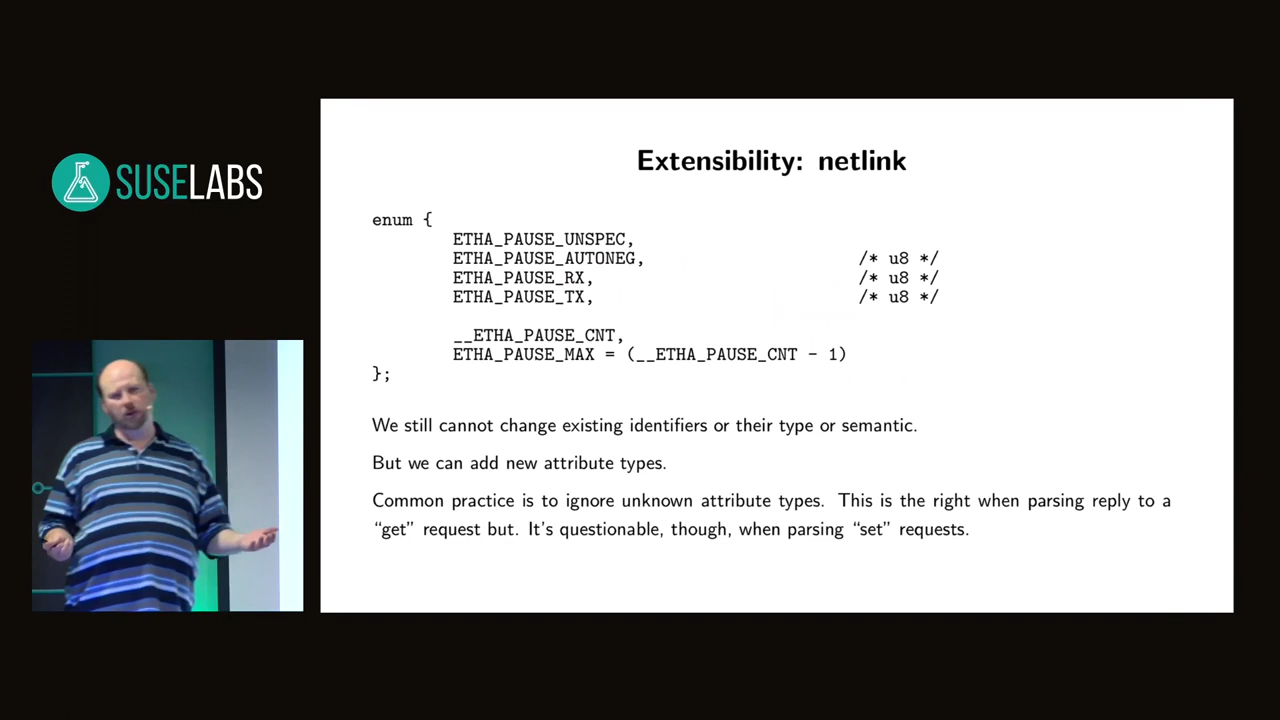 SUSELABS
Extensibility: netlink
enum {
ETHA_PAUSE_UNSPEC,
ETHA_PAUSE_AUTONEG, /* u8 */
ETHA_PAUSE_RX, /* u8 */
ETHA_PAUSE_TX, /* u8 */
__ETHA_PAUSE_CNT,
ETHA_PAUSE_MAX = (__ETHA_PAUSE_CNT - 1)
};
We still cannot change existing identifiers or their type or semantic.
But we can add new attribute types.
Common practice is to ignore unknown attribute types. This is the right when parsing reply to a
“get” request but. It's questionable, though, when parsing “set” requests.